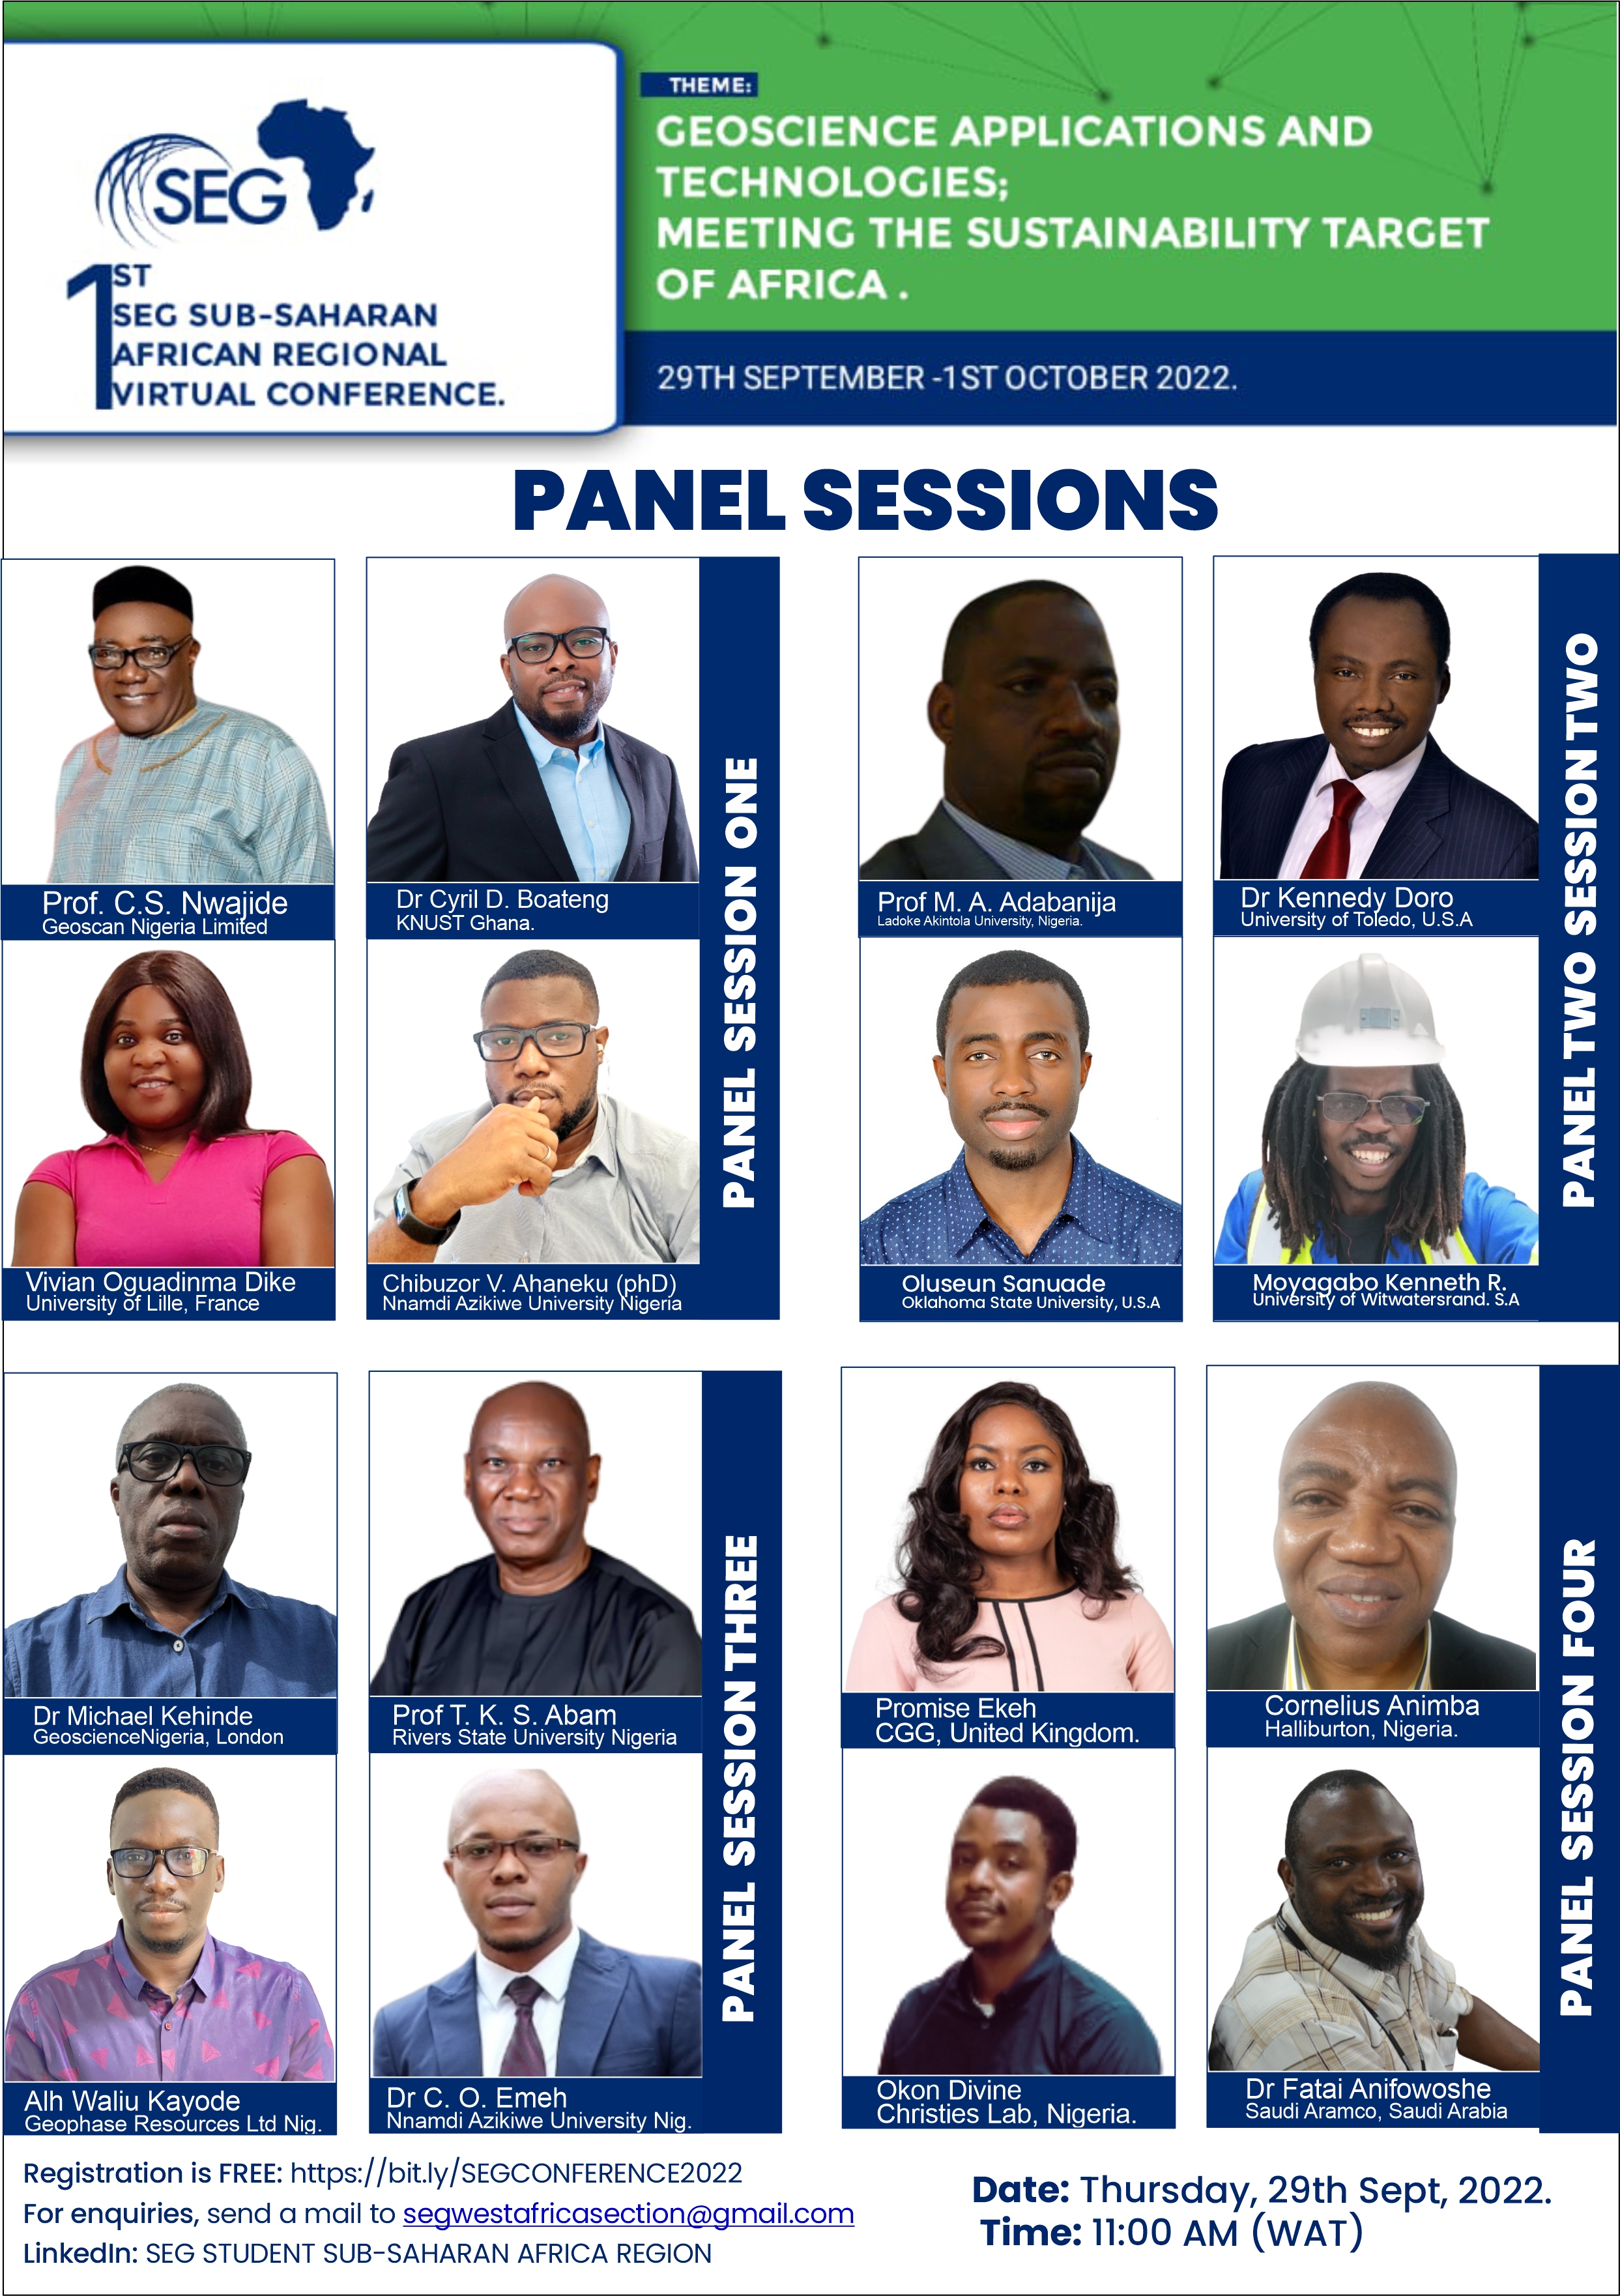 SEG
1ST
SEG SUB-SAHARAN
AFRICAN REGIONAL
VIRTUAL CONFERENCE.
THEME:
GEOSCIENCE APPLICATIONS AND
TECHNOLOGIES;
MEETING THE SUSTAINABILITY TARGET
OF AFRICA .
29TH SEPTEMBER -1ST OCTOBER 2022.
PANEL SESSIONS
Prof. C.S. Nwajide
Geoscan Nigeria Limited
Dr Cyril D. Boateng
KNUST Ghana.
Vivian Oguadinma Dike
University of Lille, France
Chibuzor V. Ahaneku (phD)
Nnamdi Azikiwe University Nigeria
PANEL SESSION ONE
Prof M. A. Adabanija
Ladoke Akintola University, Nigeria.
Dr Kennedy Doro
University of Toledo, U.S.A
Oluseun Sanuade
Oklahoma State University, U.S.A
Moyagabo Kenneth R.
University of Witwatersrand. S.A
PANEL TWO SESSION TWO
Dr Michael Kehinde
GeoscienceNigeria, London
Prof T. K. S. Abam
Rivers State University Nigeria
Alh Waliu Kayode
Geophase Resources Ltd Nig.
Dr C. O. Emeh
Nnamdi Azikiwe University Nig.
PANEL SESSION THREE
Promise Ekeh
CGG, United Kingdom.
Cornelius Animba
Halliburton, Nigeria.
Okon Divine
Christies Lab, Nigeria.
Dr Fatai Anifowoshe
Saudi Aramco, Saudi Arabia
PANEL SESSION FOUR
Registration is FREE: https://bit.ly/SEGCONFERENCE2022
For enquiries, send a mail to segwestafricasection@gmail.com
LinkedIn: SEG STUDENT SUB-SAHARAN AFRICA REGION
Date: Thursday, 29th Sept, 2022.
Time: 11:00 AM (WAT)